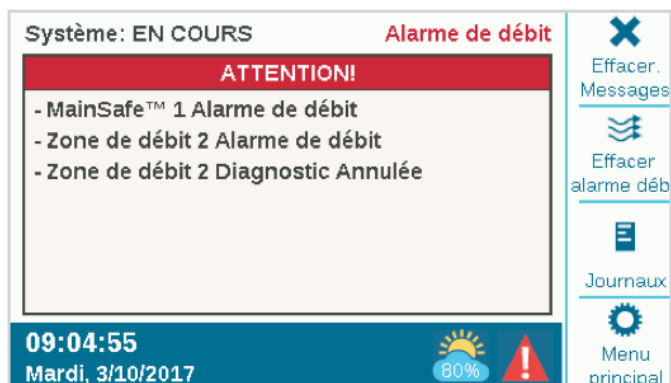 Système: EN COURS
Alarme de débit
ATTENTION!
- MainSafe™ 1 Alarme de débit
- Zone de débit 2 Alarme de débit
- Zone de débit 2 Diagnostic Annulée
09:04:55
Mardi, 3/10/2017
80%
Effacer.
Messages
Effacer
alarme déb
Journaux
Menu
principal